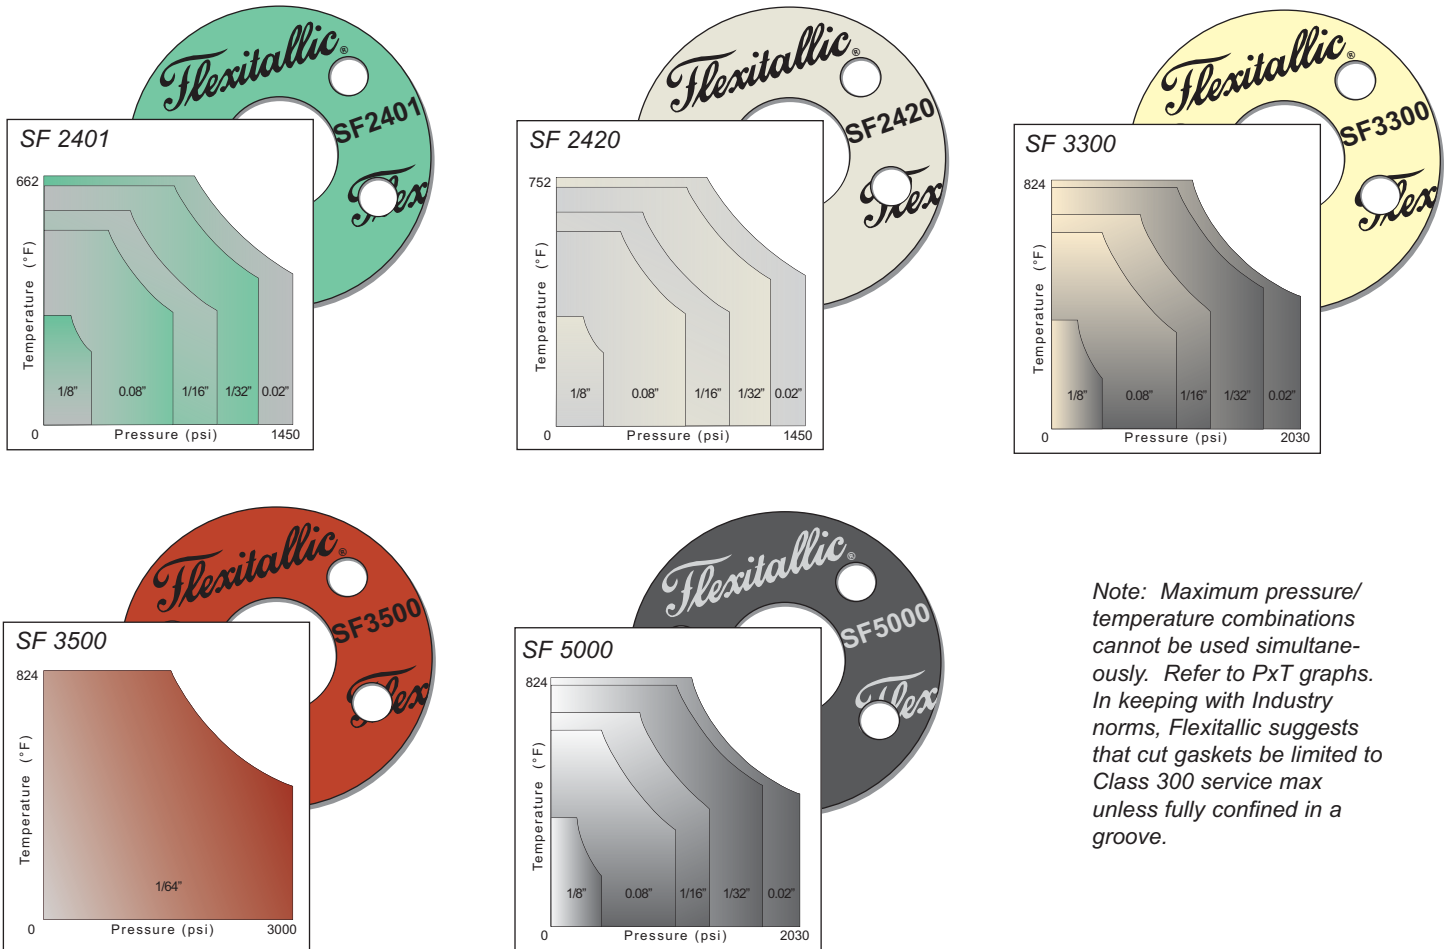 Flexitallic®
SF2401
Flex
SF 2401
662
Temperature (°F)
1/8” 0.08” 1/16” 1/32” 0.02”
0 Pressure (psi) 1450
Flexitallic®
SF2420
Flex
SF 2420
752
Temperature (°F)
1/8” 0.08” 1/16” 1/32” 0.02”
0 Pressure (psi) 1450
Flexitallic®
SF3300
Flex
SF 3300
824
Temperature (°F)
1/8” 0.08” 1/16” 1/32” 0.02”
0 Pressure (psi) 2030
Flexitallic®
SF3500
Flex
SF 3500
824
Temperature (°F)
1/64”
0 Pressure (psi) 3000
Flexitallic®
SF5000
Flex
SF 5000
824
Temperature (°F)
1/8” 0.08” 1/16” 1/32” 0.02”
0 Pressure (psi) 2030
Note: Maximum pressure/
temperature combinations
cannot be used simultane-
ously. Refer to PxT graphs.
In keeping with Industry
norms, Flexitallic suggests
that cut gaskets be limited to
Class 300 service max
unless fully confined in a
groove.